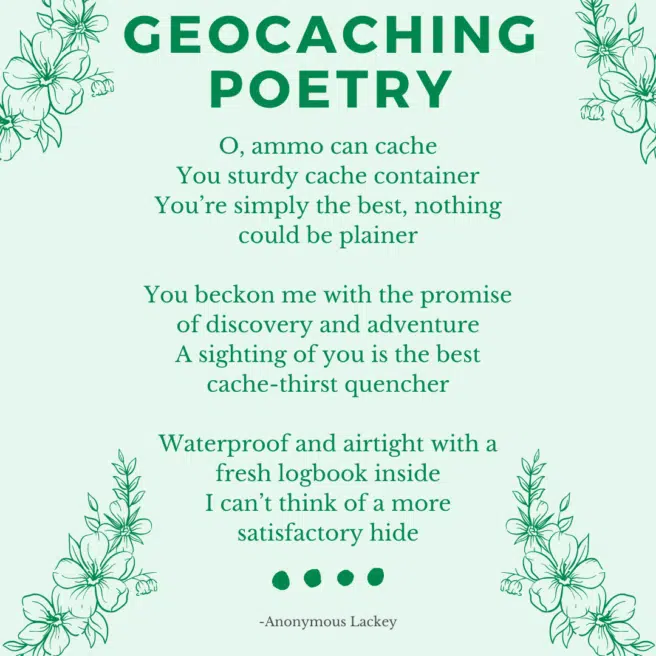 GEOCACHING
POETRY
O, ammo can cache
You sturdy cache container
You’re simply the best, nothing
could be plainer
You beckon me with the promise
of discovery and adventure
A sighting of you is the best
cache-thirst quencher
Waterproof and airtight with a
fresh logbook inside
I can’t think of a more
satisfactory hide
-Anonymous Lackey